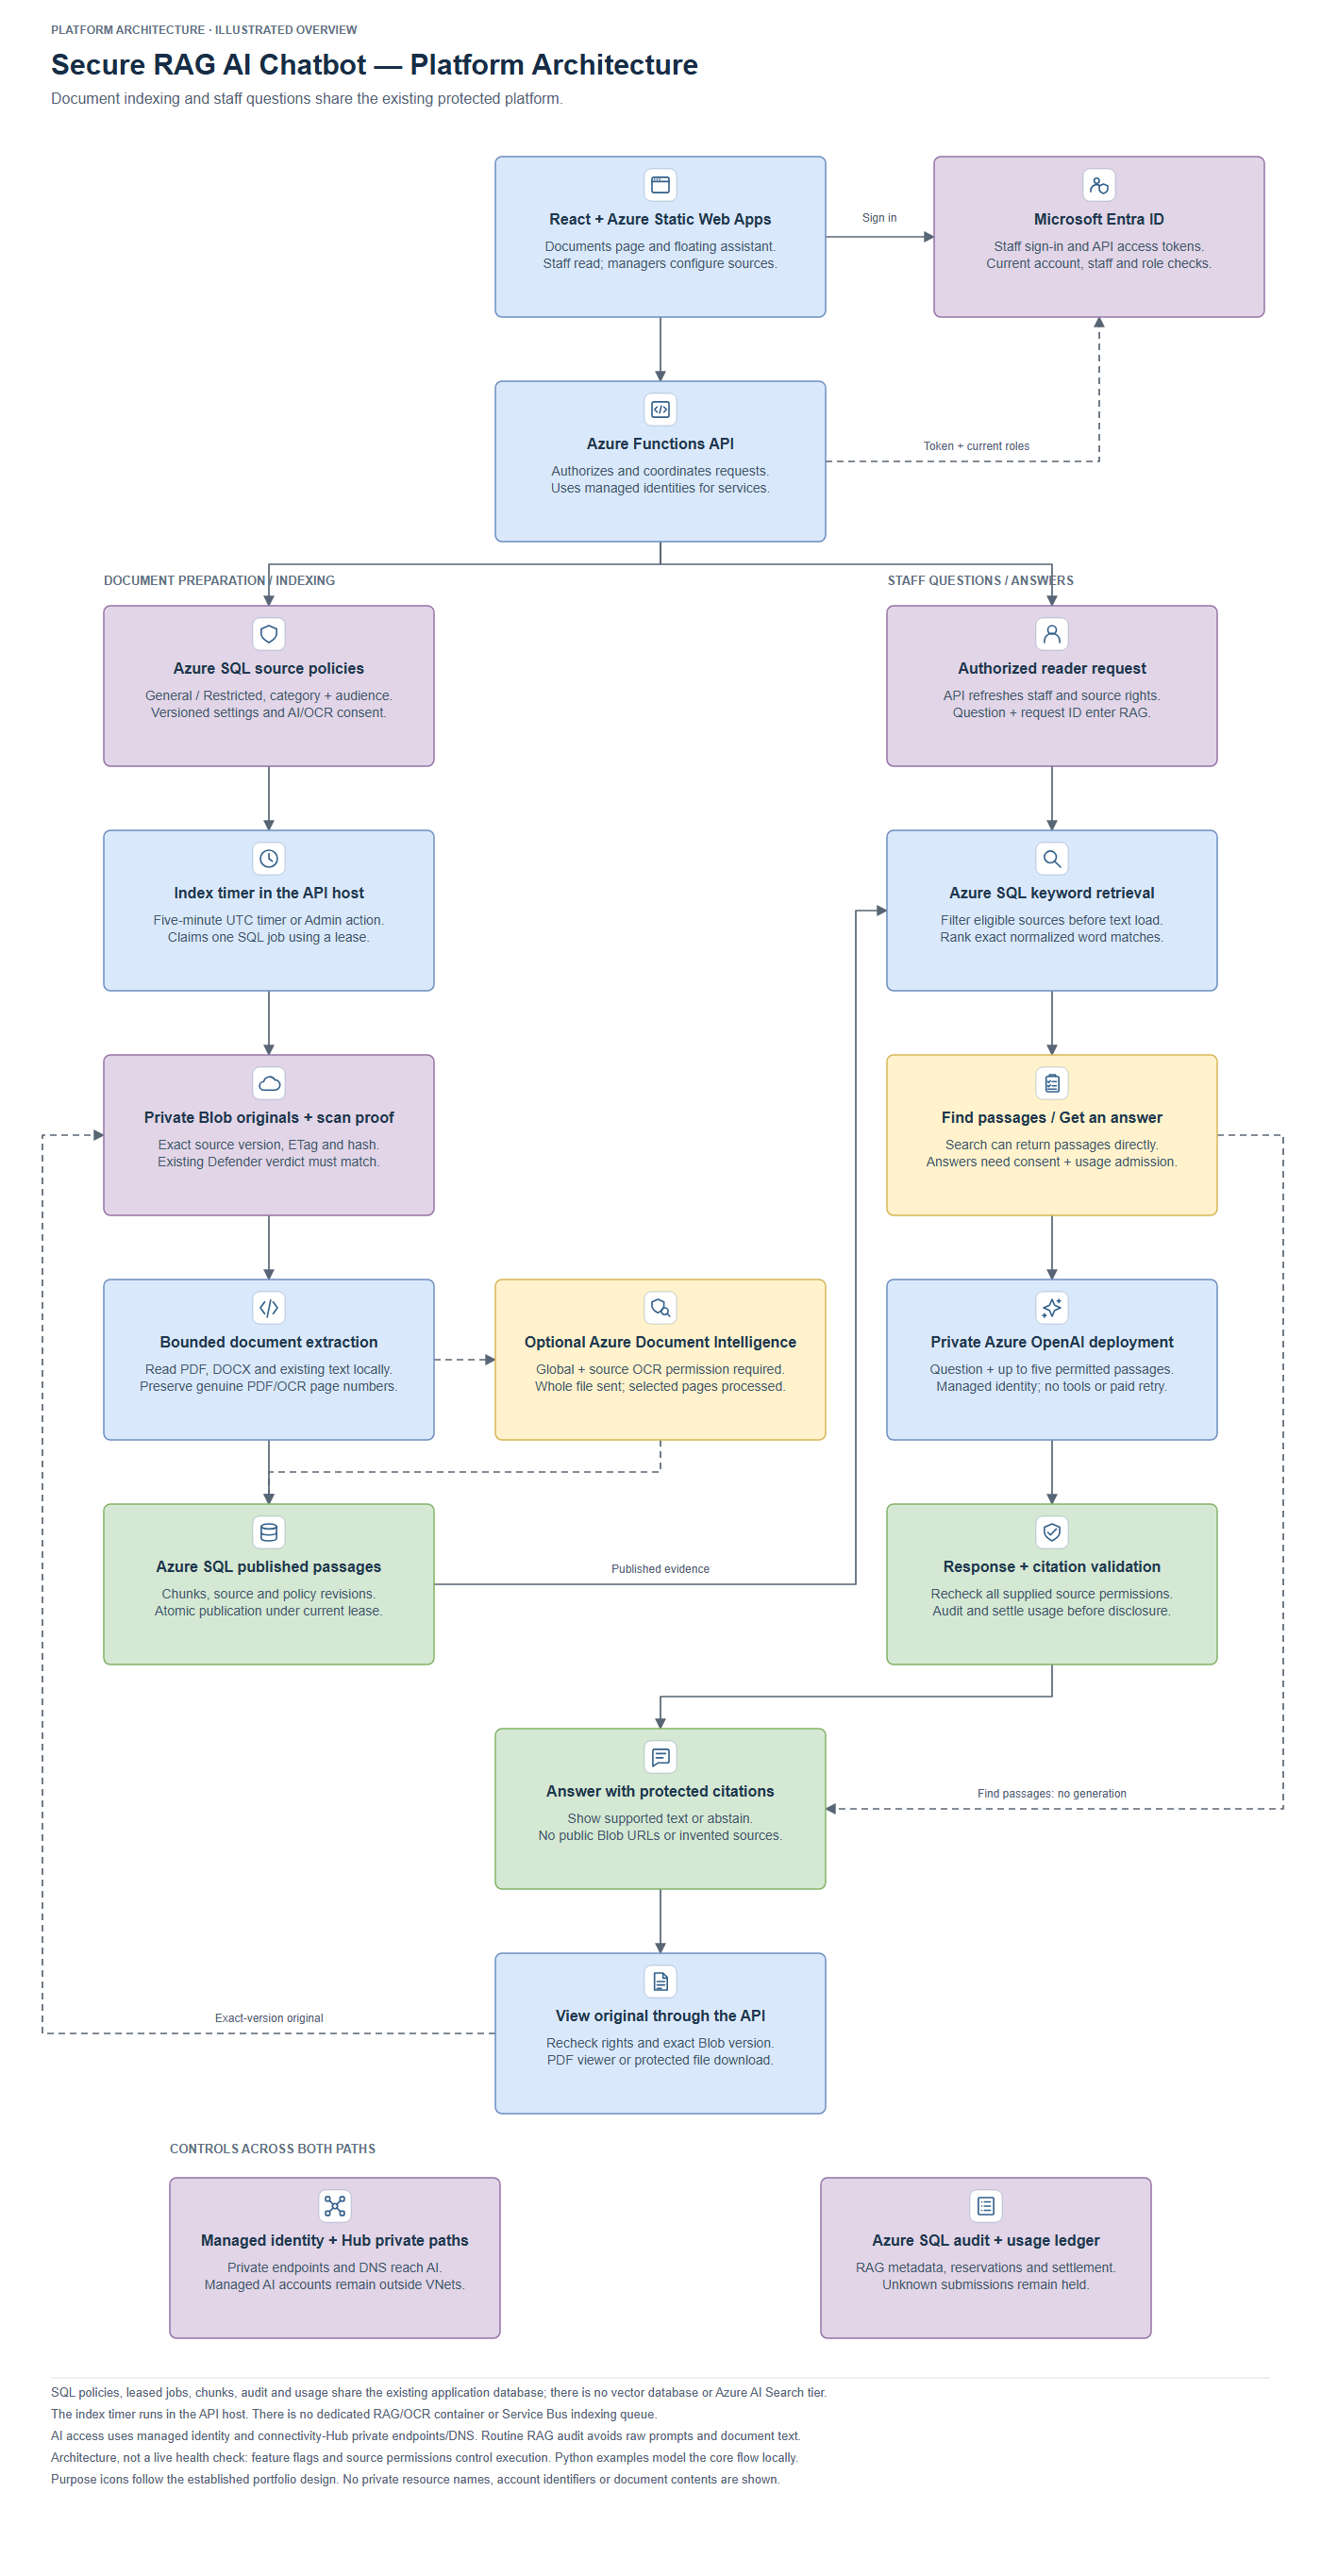 PLATFORM ARCHITECTURE · ILLUSTRATED OVERVIEW
Secure RAG AI Chatbot — Platform Architecture
Document indexing and staff questions share the existing protected platform.
React + Azure Static Web Apps
Documents page and floating assistant.
Staff read; managers configure sources.
Sign in
Microsoft Entra ID
Staff sign-in and API access tokens.
Current account, staff and role checks.
Azure Functions API
Authorizes and coordinates requests.
Uses managed identities for services.
Token + current roles
DOCUMENT PREPARATION / INDEXING
STAFF QUESTIONS / ANSWERS
Azure SQL source policies
General / Restricted, category + audience.
Versioned settings and AI/OCR consent.
Authorized reader request
API refreshes staff and source rights.
Question + request ID enter RAG.
Index timer in the API host
Five-minute UTC timer or Admin action.
Claims one SQL job using a lease.
Azure SQL keyword retrieval
Filter eligible sources before text load.
Rank exact normalized word matches.
Private Blob originals + scan proof
Exact source version, ETag and hash.
Existing Defender verdict must match.
Find passages / Get an answer
Search can return passages directly.
Answers need consent + usage admission.
Bounded document extraction
Read PDF, DOCX and existing text locally.
Preserve genuine PDF/OCR page numbers.
Optional Azure Document Intelligence
Global + source OCR permission required.
Whole file sent; selected pages processed.
Private Azure OpenAI deployment
Question + up to five permitted passages.
Managed identity; no tools or paid retry.
Azure SQL published passages
Chunks, source and policy revisions.
Atomic publication under current lease.
Published evidence
Response + citation validation
Recheck all supplied source permissions.
Audit and settle usage before disclosure.
Answer with protected citations
Show supported text or abstain.
No public Blob URLs or invented sources.
Find passages: no generation
View original through the API
Recheck rights and exact Blob version.
PDF viewer or protected file download.
Exact-version original
CONTROLS ACROSS BOTH PATHS
Managed identity + Hub private paths
Private endpoints and DNS reach AI.
Managed AI accounts remain outside VNets.
Azure SQL audit + usage ledger
RAG metadata, reservations and settlement.
Unknown submissions remain held.
SQL policies, leased jobs, chunks, audit and usage share the existing application database; there is no vector database or Azure AI Search tier.
The index timer runs in the API host. There is no dedicated RAG/OCR container or Service Bus indexing queue.
AI access uses managed identity and connectivity-Hub private endpoints/DNS. Routine RAG audit avoids raw prompts and document text.
Architecture, not a live health check: feature flags and source permissions control execution. Python examples model the core flow locally.
Purpose icons follow the established portfolio design. No private resource names, account identifiers or document contents are shown.